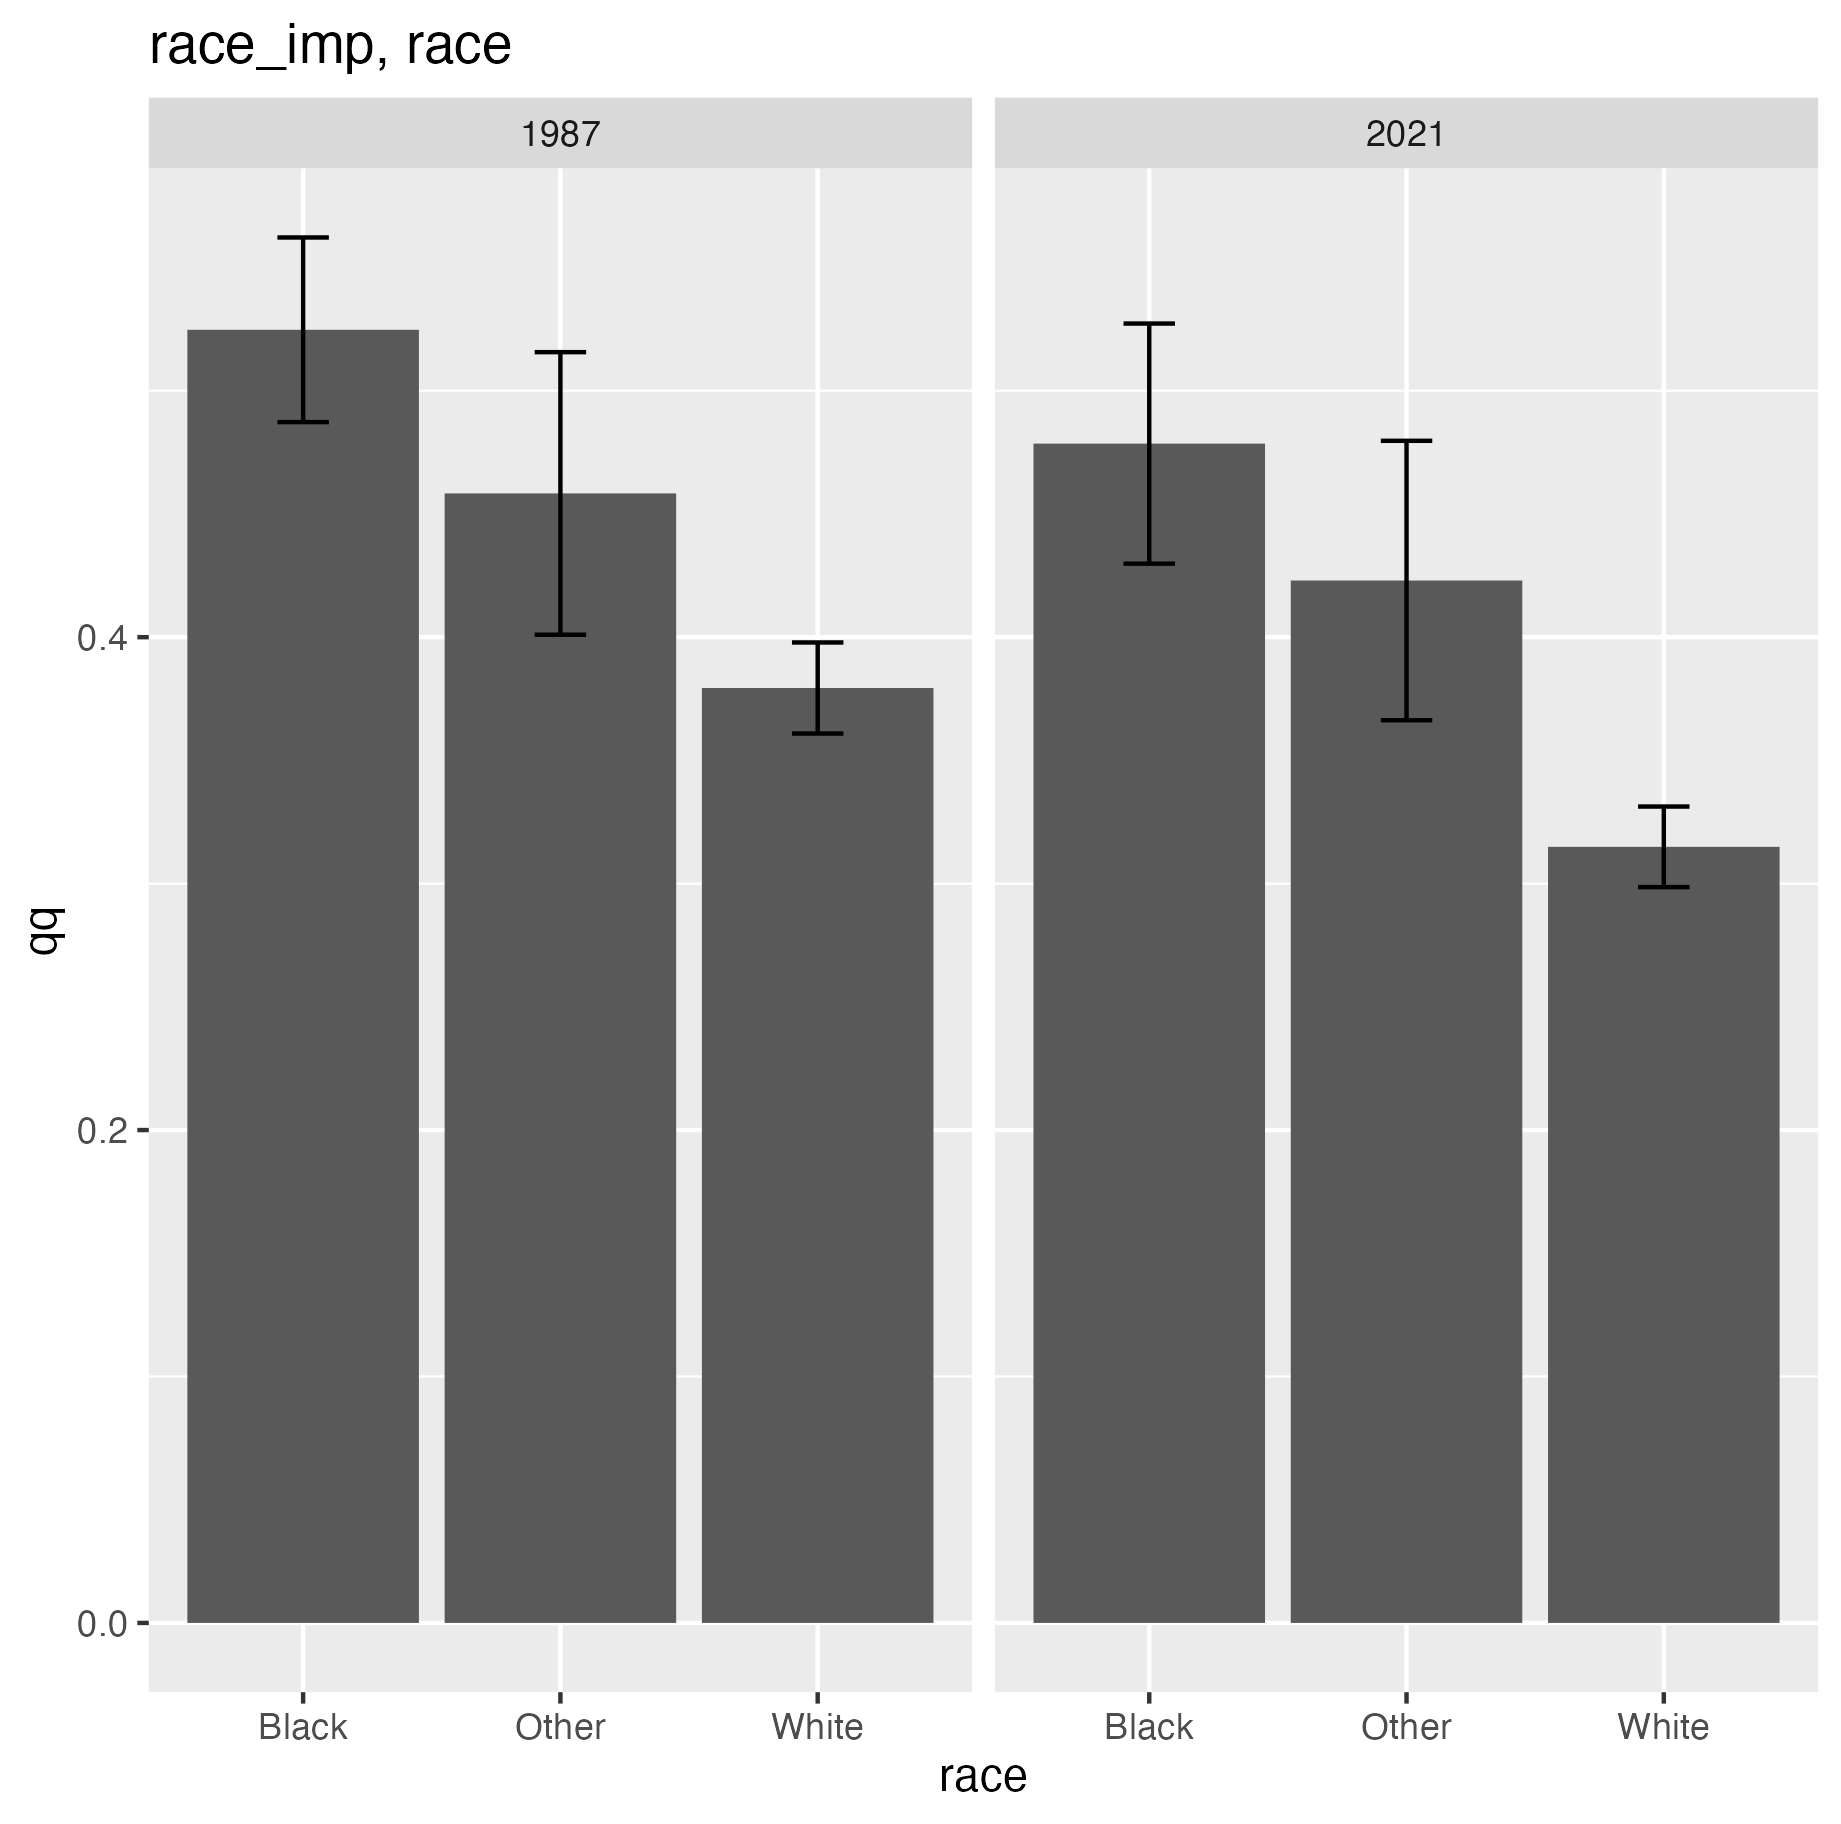 race_imp, race
1987
2021
qq
0.4
0.2
0.0
Black Other White
Black Other White
race